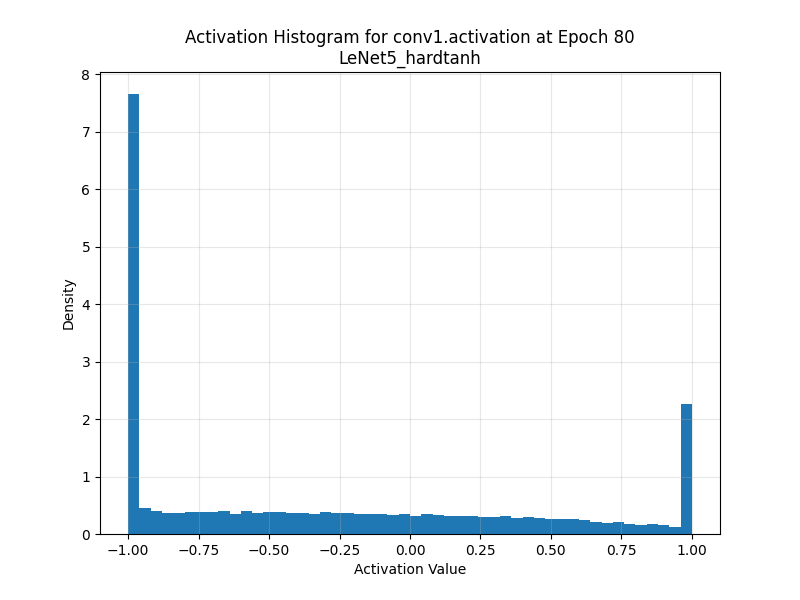 Activation Histogram for conv1.activation at Epoch 80
LeNet5_hardtanh
8
7
6
5
4
3
2
1
0
Density
−1.00 −0.75 −0.50 −0.25 0.00 0.25 0.50 0.75 1.00
Activation Value